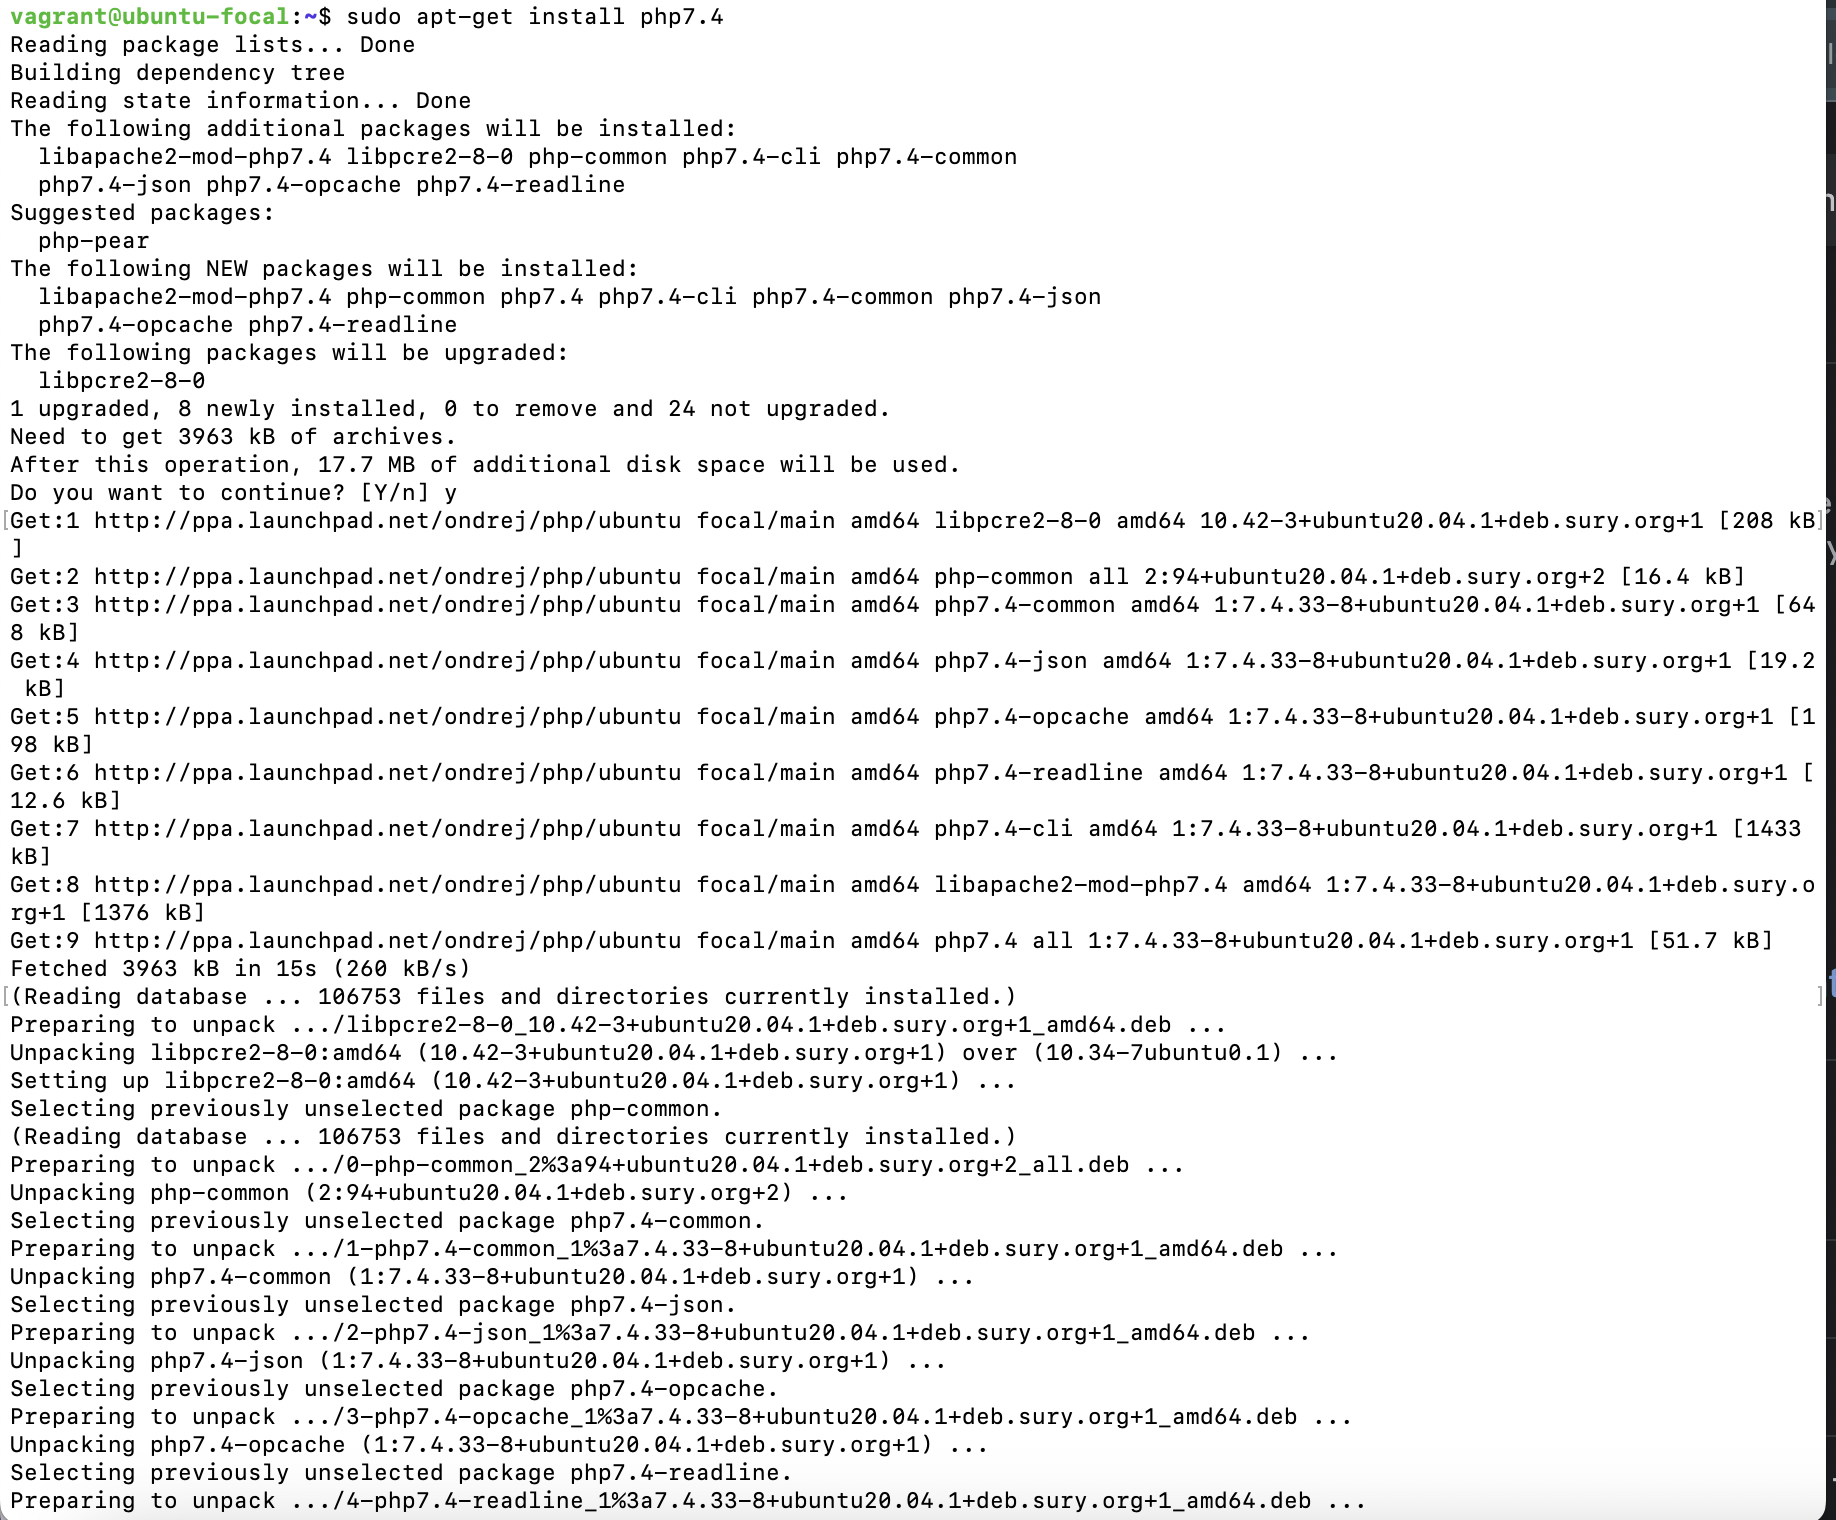 vagrant@ubuntu-focal:~$ sudo apt-get install php7.4
Reading package lists... Done
Building dependency tree
Reading state information... Done
The following additional packages will be installed:
  libapache2-mod-php7.4 libpcre2-8-0 php-common php7.4-cli php7.4-common
  php7.4-json php7.4-opcache php7.4-readline
Suggested packages:
  php-pear
The following NEW packages will be installed:
  libapache2-mod-php7.4 php-common php7.4 php7.4-cli php7.4-common php7.4-json
  php7.4-opcache php7.4-readline
The following packages will be upgraded:
  libpcre2-8-0
1 upgraded, 8 newly installed, 0 to remove and 24 not upgraded.
Need to get 3963 kB of archives.
After this operation, 17.7 MB of additional disk space will be used.
Do you want to continue? [Y/n] y
Get:1 http://ppa.launchpad.net/ondrej/php/ubuntu focal/main amd64 libpcre2-8-0 amd64 10.42-3+ubuntu20.04.1+deb.sury.org+1 [208 kB
]
Get:2 http://ppa.launchpad.net/ondrej/php/ubuntu focal/main amd64 php-common all 2:94+ubuntu20.04.1+deb.sury.org+2 [16.4 kB]
Get:3 http://ppa.launchpad.net/ondrej/php/ubuntu focal/main amd64 php7.4-common amd64 1:7.4.33-8+ubuntu20.04.1+deb.sury.org+1 [64
8 kB]
Get:4 http://ppa.launchpad.net/ondrej/php/ubuntu focal/main amd64 php7.4-json amd64 1:7.4.33-8+ubuntu20.04.1+deb.sury.org+1 [19.2
 kB]
Get:5 http://ppa.launchpad.net/ondrej/php/ubuntu focal/main amd64 php7.4-opcache amd64 1:7.4.33-8+ubuntu20.04.1+deb.sury.org+1 [1
98 kB]
Get:6 http://ppa.launchpad.net/ondrej/php/ubuntu focal/main amd64 php7.4-readline amd64 1:7.4.33-8+ubuntu20.04.1+deb.sury.org+1 [
12.6 kB]
Get:7 http://ppa.launchpad.net/ondrej/php/ubuntu focal/main amd64 php7.4-cli amd64 1:7.4.33-8+ubuntu20.04.1+deb.sury.org+1 [1433
kB]
Get:8 http://ppa.launchpad.net/ondrej/php/ubuntu focal/main amd64 libapache2-mod-php7.4 amd64 1:7.4.33-8+ubuntu20.04.1+deb.sury.o
rg+1 [1376 kB]
Get:9 http://ppa.launchpad.net/ondrej/php/ubuntu focal/main amd64 php7.4 all 1:7.4.33-8+ubuntu20.04.1+deb.sury.org+1 [51.7 kB]
Fetched 3963 kB in 15s (260 kB/s)
(Reading database ... 106753 files and directories currently installed.)
Preparing to unpack .../libpcre2-8-0_10.42-3+ubuntu20.04.1+deb.sury.org+1_amd64.deb ...
Unpacking libpcre2-8-0:amd64 (10.42-3+ubuntu20.04.1+deb.sury.org+1) over (10.34-7ubuntu0.1) ...
Setting up libpcre2-8-0:amd64 (10.42-3+ubuntu20.04.1+deb.sury.org+1) ...
Selecting previously unselected package php-common.
(Reading database ... 106753 files and directories currently installed.)
Preparing to unpack .../0-php-common_2%3a94+ubuntu20.04.1+deb.sury.org+2_all.deb ...
Unpacking php-common (2:94+ubuntu20.04.1+deb.sury.org+2) ...
Selecting previously unselected package php7.4-common.
Preparing to unpack .../1-php7.4-common_1%3a7.4.33-8+ubuntu20.04.1+deb.sury.org+1_amd64.deb ...
Unpacking php7.4-common (1:7.4.33-8+ubuntu20.04.1+deb.sury.org+1) ...
Selecting previously unselected package php7.4-json.
Preparing to unpack .../2-php7.4-json_1%3a7.4.33-8+ubuntu20.04.1+deb.sury.org+1_amd64.deb ...
Unpacking php7.4-json (1:7.4.33-8+ubuntu20.04.1+deb.sury.org+1) ...
Selecting previously unselected package php7.4-opcache.
Preparing to unpack .../3-php7.4-opcache_1%3a7.4.33-8+ubuntu20.04.1+deb.sury.org+1_amd64.deb ...
Unpacking php7.4-opcache (1:7.4.33-8+ubuntu20.04.1+deb.sury.org+1) ...
Selecting previously unselected package php7.4-readline.
Preparing to unpack .../4-php7.4-readline_1%3a7.4.33-8+ubuntu20.04.1+deb.sury.org+1_amd64.deb ...